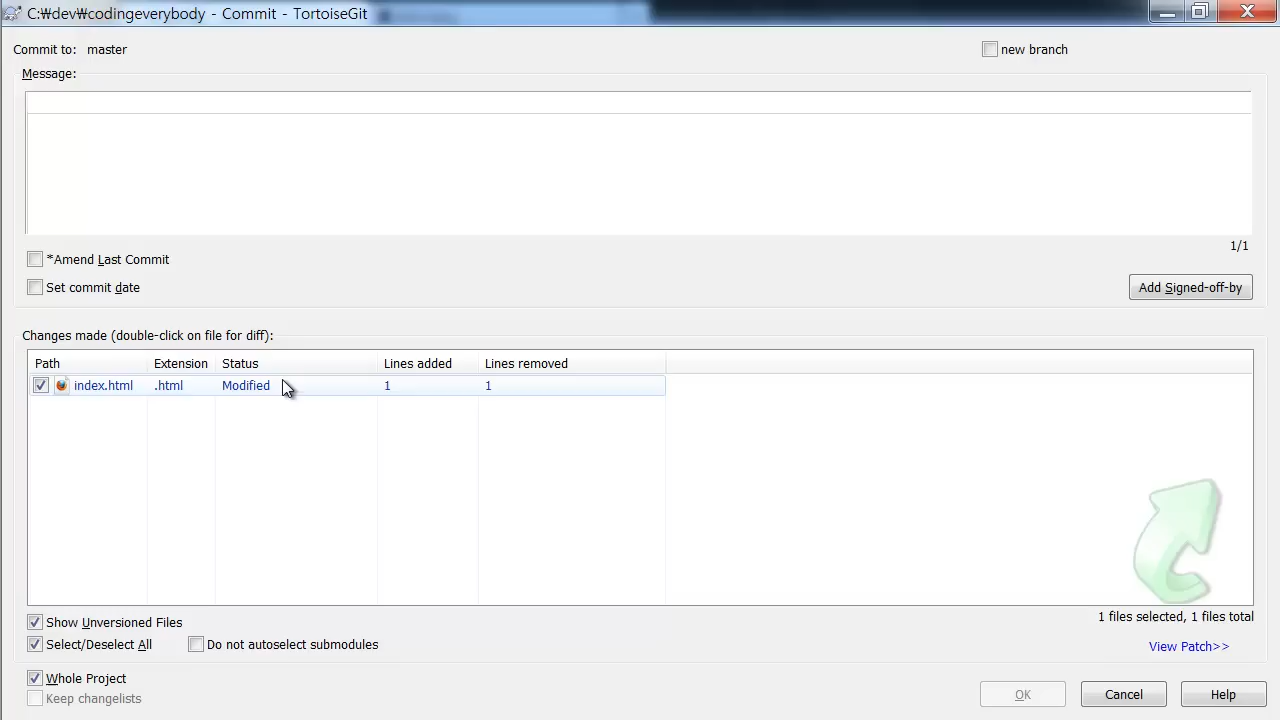 C:₩dev₩codingeverybody - Commit - TortoiseGit
Commit to: master
new branch
Message:
1/1
*Amend Last Commit
Set commit date
Add Signed-off-by
Changes made (double-click on file for diff):
Path Extension Status Lines added Lines removed
index.html .html Modified 1 1
Show Unversioned Files
1 files selected, 1 files total
Select/Deselect All
Do not autoselect submodules
View Patch>>
Whole Project
Keep changelists
OK Cancel Help